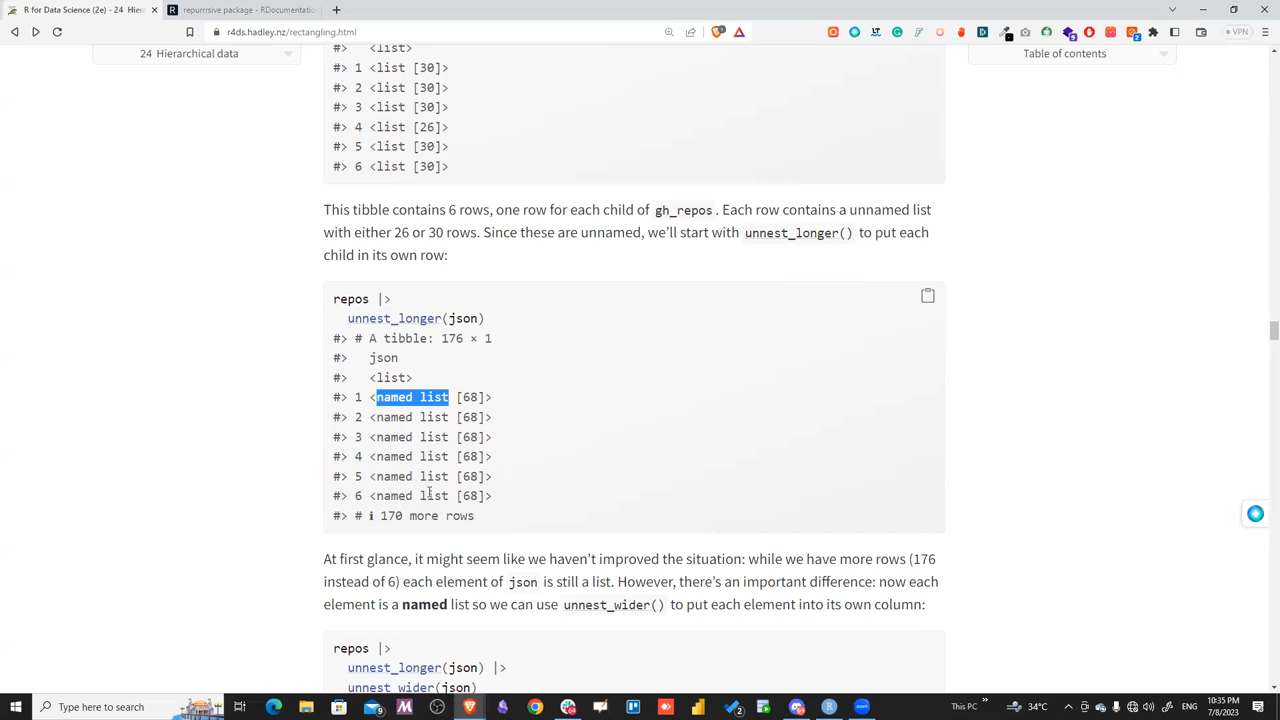 R for Data Science (2e) - 24 Hier
repurrrsive package - RDocumentation
r4ds.hadley.nz/rectangling.html
VPN
24 Hierarchical data
Table of contents
#> <list>
#> 1 <list [30]>
#> 2 <list [30]>
#> 3 <list [30]>
#> 4 <list [26]>
#> 5 <list [30]>
#> 6 <list [30]>
This tibble contains 6 rows, one row for each child of gh_repos. Each row contains a unnamed list
with either 26 or 30 rows. Since these are unnamed, we’ll start with unnest_longer() to put each
child in its own row:
repos |>
unnest_longer(json)
#> # A tibble: 176 × 1
#> json
#> <list>
#> 1 <named list [68]>
#> 2 <named list [68]>
#> 3 <named list [68]>
#> 4 <named list [68]>
#> 5 <named list [68]>
#> 6 <named list [68]>
#> # ℹ 170 more rows
At first glance, it might seem like we haven’t improved the situation: while we have more rows (176
instead of 6) each element of json is still a list. However, there’s an important difference: now each
element is a named list so we can use unnest_wider() to put each element into its own column:
repos |>
unnest_longer(json) |>
unnest_wider(json)
Type here to search
This PC
34°C
ENG
10:35 PM
7/8/2023